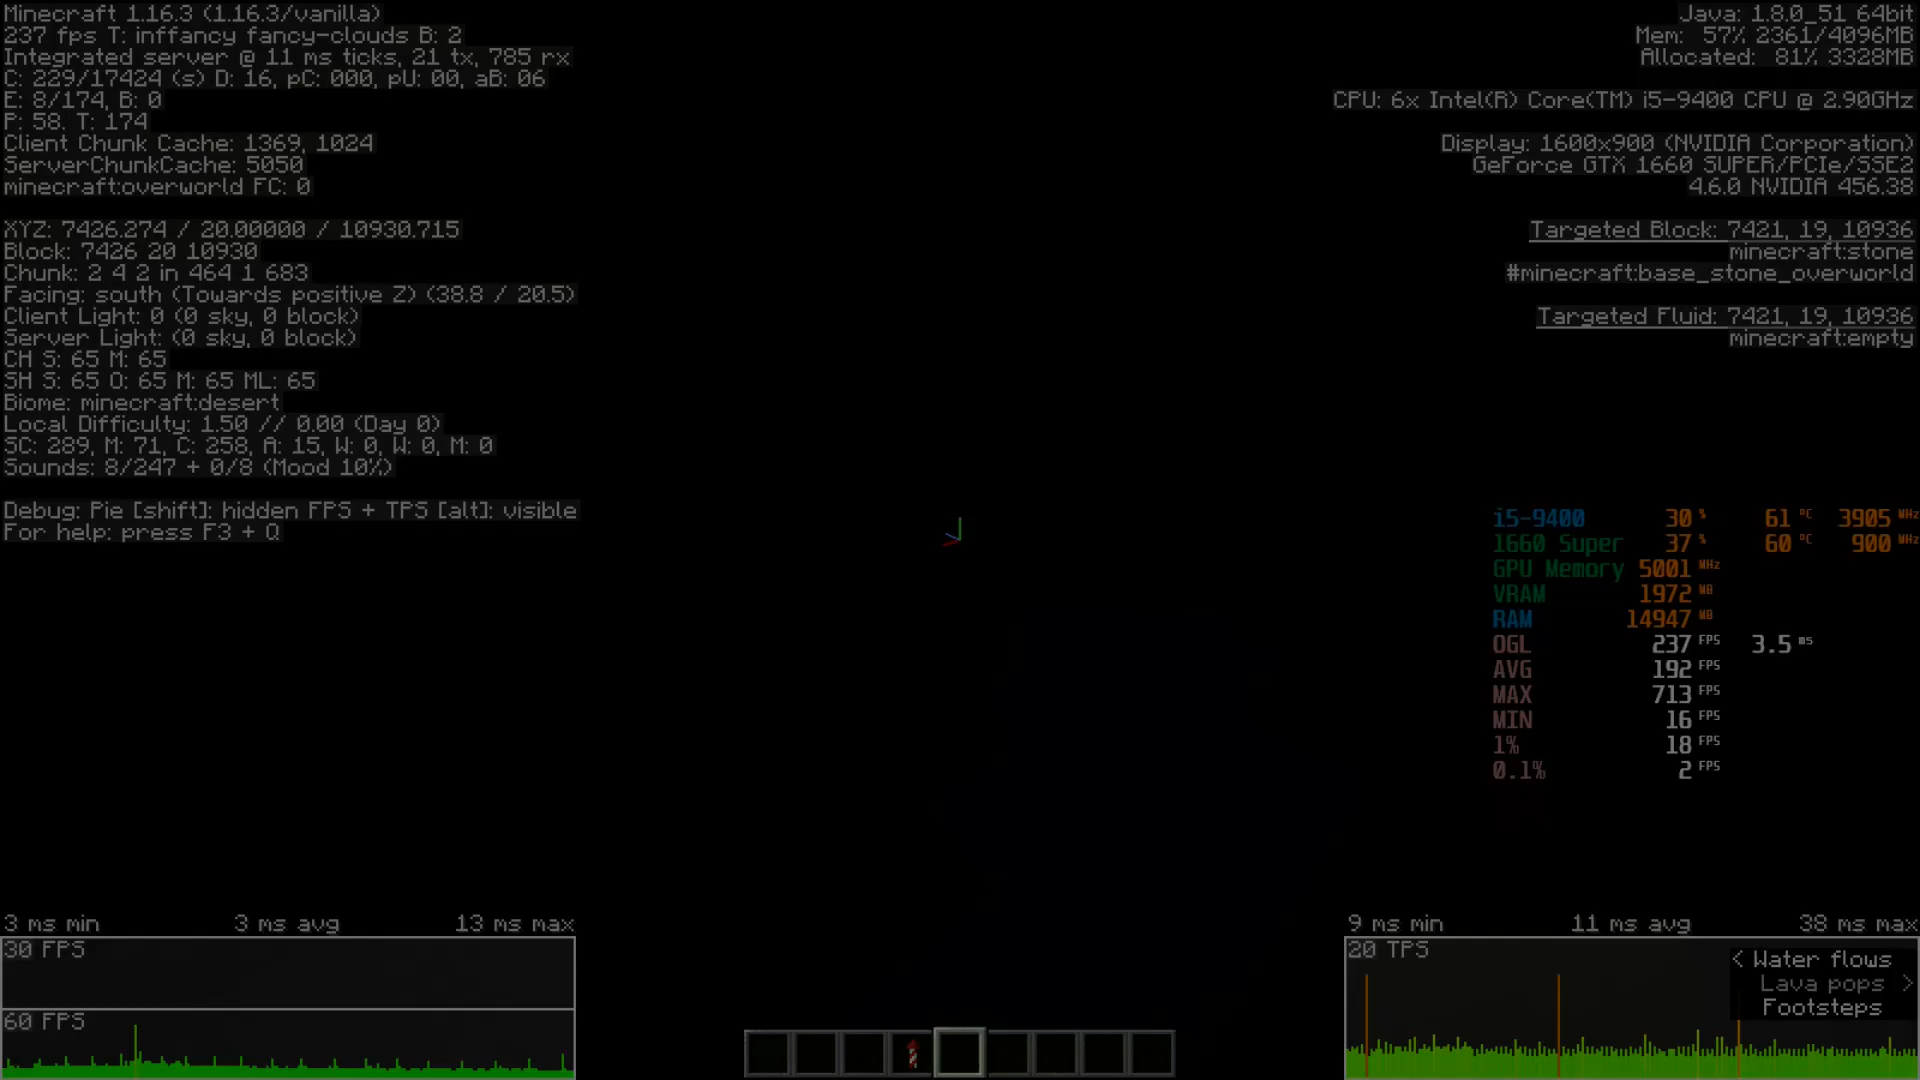 Minecraft 1.16.3 (1.16.3/vanilla)
237 fps T: inffancy fancy-clouds B: 2
Integrated server @ 11 ms ticks, 21 tx, 785 rx
C: 229/17424 (s) D: 16, pC: 000, pU: 00, aB: 06
E: 8/174, B: 0
P: 58. T: 174
Client Chunk Cache: 1369, 1024
ServerChunkCache: 5050
minecraft:overworld FC: 0
XYZ: 7426.274 / 20.00000 / 10930.715
Block: 7426 20 10930
Chunk: 2 4 2 in 464 1 683
Facing: south (Towards positive Z) (38.8 / 20.5)
Client Light: 0 (0 sky, 0 block)
Server Light: (0 sky, 0 block)
CH S: 65 M: 65
SH S: 65 O: 65 M: 65 ML: 65
Biome: minecraft:desert
Local Difficulty: 1.50 // 0.00 (Day 0)
SC: 289, M: 71, C: 258, A: 15, W: 0, W: 0, M: 0
Sounds: 8/247 + 0/8 (Mood 10%)
Debug: Pie [shift]: hidden FPS + TPS [alt]: visible
For help: press F3 + Q
Java: 1.8.0_51 64bit
Mem: 57% 2361/4096MB
Allocated: 81% 3328MB
CPU: 6x Intel(R) Core(TM) i5-9400 CPU @ 2.90GHz
Display: 1600x900 (NVIDIA Corporation)
GeForce GTX 1660 SUPER/PCIe/SSE2
4.6.0 NVIDIA 456.38
Targeted Block: 7421, 19, 10936
minecraft:stone
#minecraft:base_stone_overworld
Targeted Fluid: 7421, 19, 10936
minecraft:empty
i5-9400 30 % 61 °C 3905 MHz
1660 Super 37 % 60 °C 900 MHz
GPU Memory 5001 MHz
VRAM 1972 MB
RAM 14947 MB
OGL 237 FPS 3.5 ms
AVG 192 FPS
MAX 713 FPS
MIN 16 FPS
1% 18 FPS
0.1% 2 FPS
3 ms min 3 ms avg 13 ms max
30 FPS
60 FPS
9 ms min 11 ms avg 38 ms max
20 TPS
< Water flows
Lava pops >
Footsteps